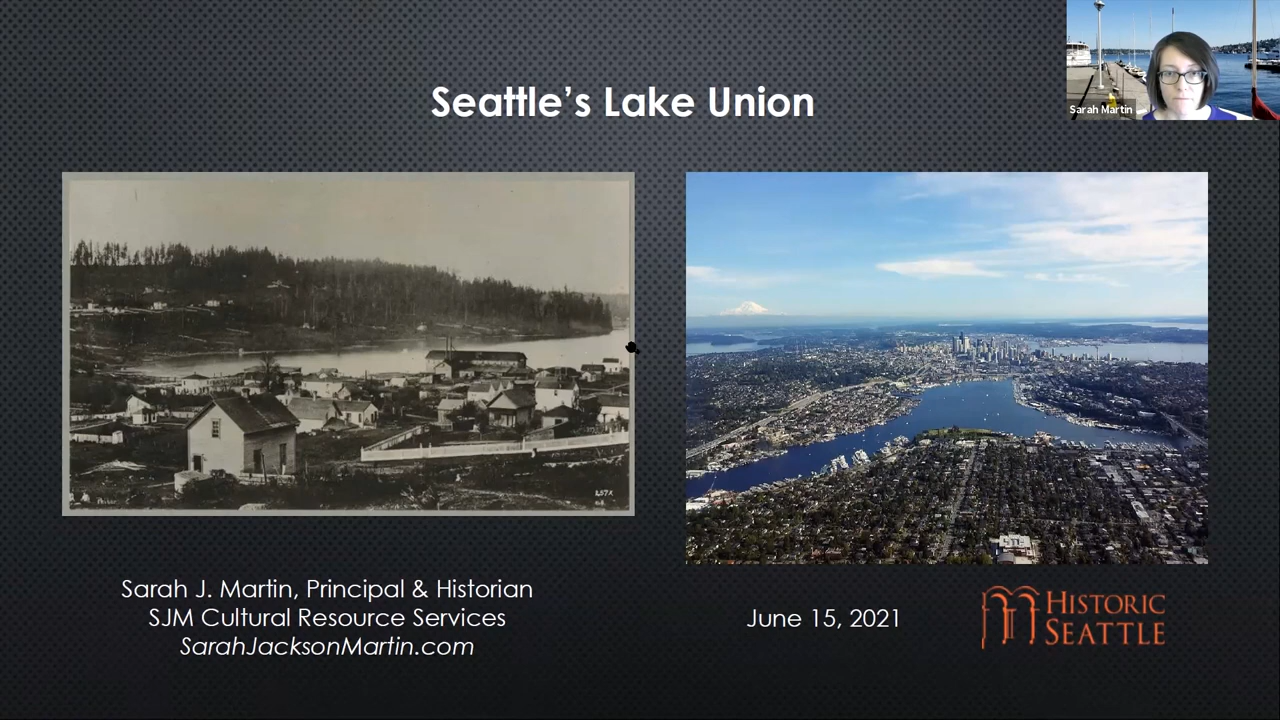 Seattle's Lake Union
Sarah Martin
Sarah J. Martin, Principal & Historian
SJM Cultural Resource Services
SarahJacksonMartin.com
June 15, 2021
HISTORIC
SEATTLE